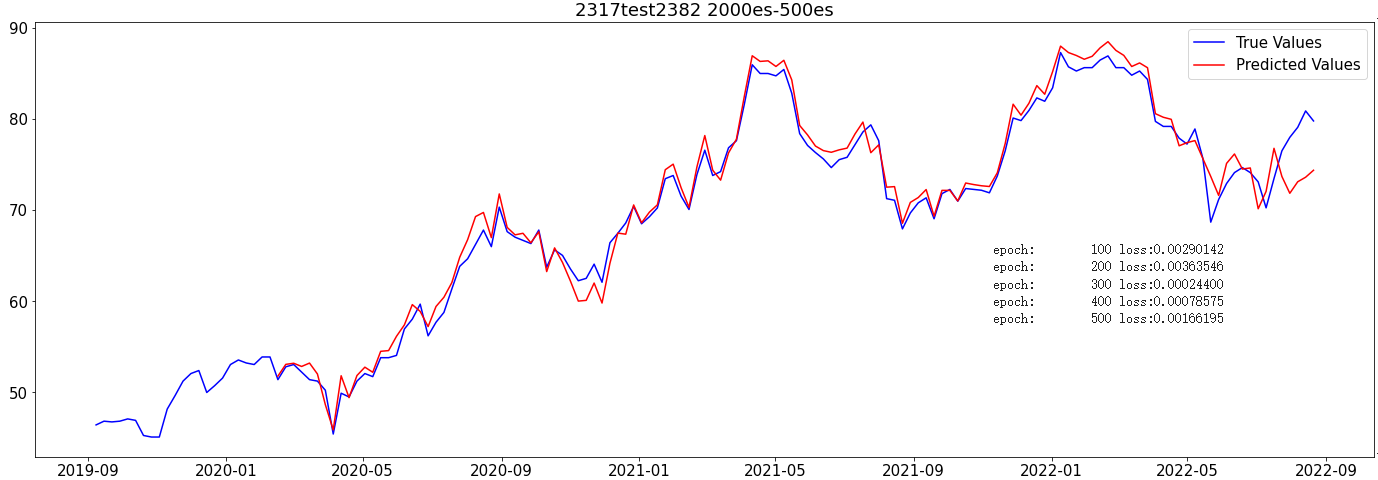 2317test2382 2000es-500es
True Values
Predicted Values
90
80
70
60
50
epoch: 100 loss:0.00290142
epoch: 200 loss:0.00363546
epoch: 300 loss:0.00024400
epoch: 400 loss:0.00078575
epoch: 500 loss:0.00166195
2019-09 2020-01 2020-05 2020-09 2021-01 2021-05 2021-09 2022-01 2022-05 2022-09